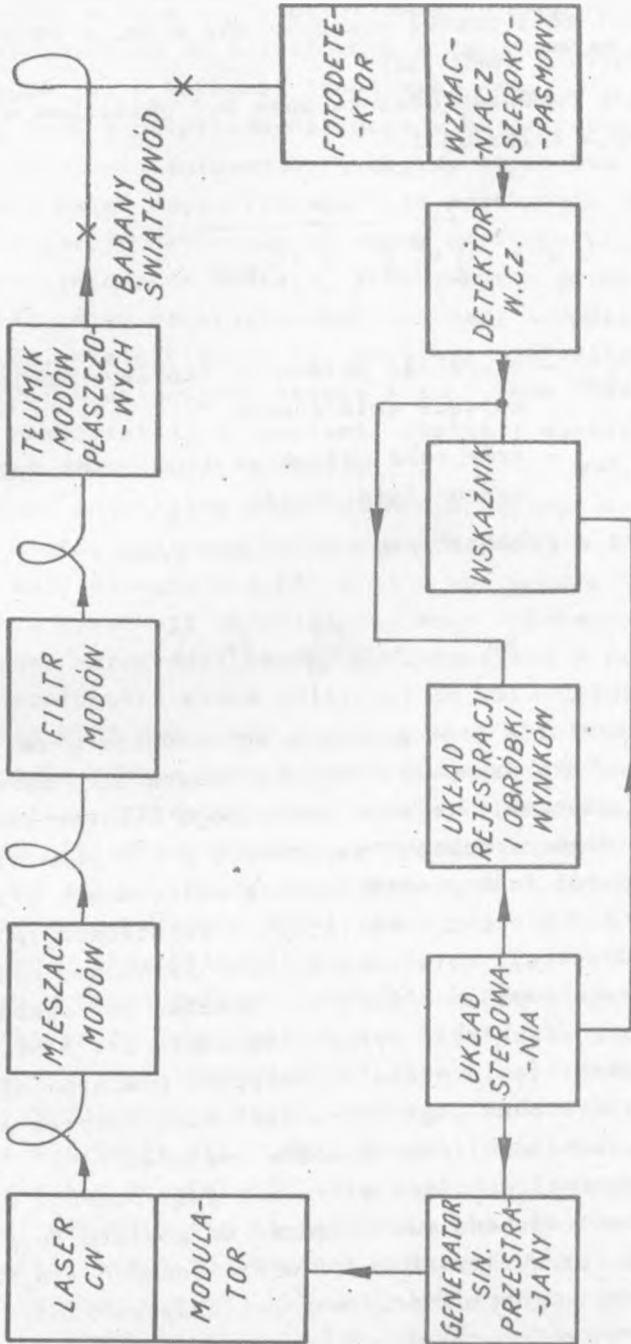 LASER
CW
MODULA-
TOR
MIESZACZ
MODÓW
FILTR
MODÓW
TŁUMIK
MODÓW
PŁASZCZO-
-WYCH
BADANY
ŚWIATŁOWÓD
FOTODETE-
-KTOR
WZMAC-
-NIACZ
SZEROKO-
-PASMOWY
DETEKTOR
W.CZ.
WSKAŹNIK
UKŁAD
REJESTRACJI
OBRÓBKI
WYNIKÓW
UKŁAD
STEROWA-
-NIA
GENERATOR
SIN.
PRZESTRA-
-JANY